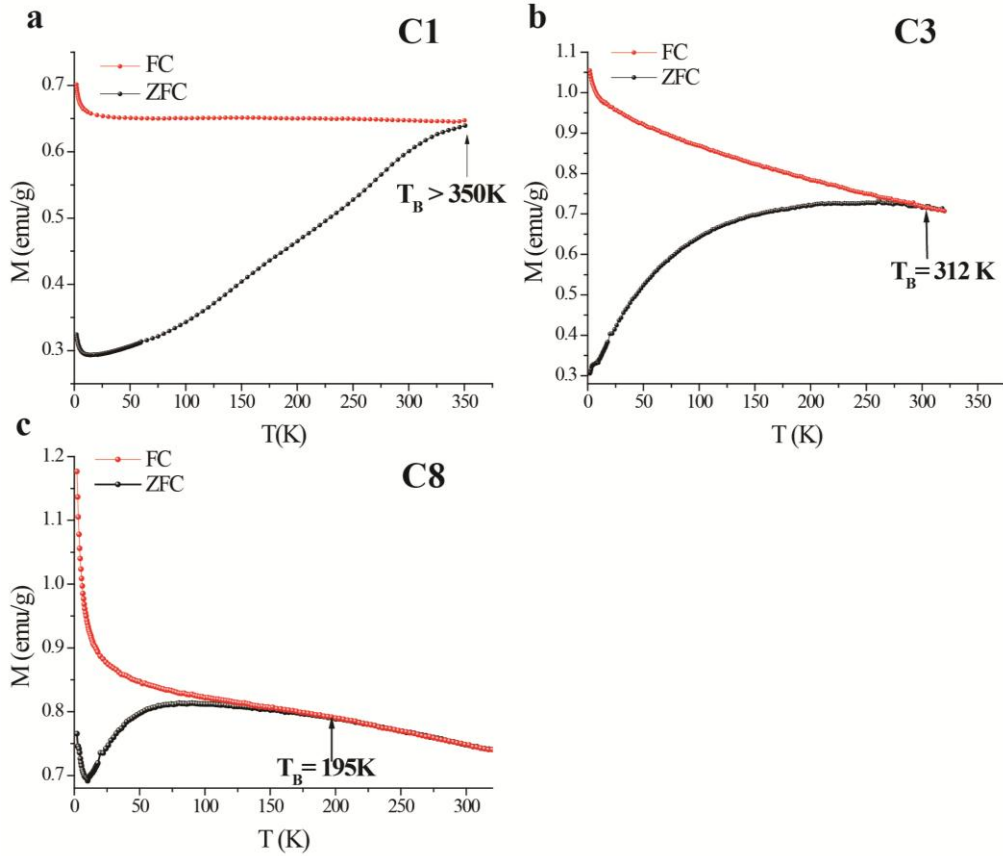 a
C1
FC
ZFC
0.7
0.6
0.5
0.4
0.3
M (emu/g)
T_B > 350K
0 50 100 150 200 250 300 350
T(K)
b
C3
FC
ZFC
1.1
1.0
0.9
0.8
0.7
0.6
0.5
0.4
0.3
M (emu/g)
T_B = 312 K
0 50 100 150 200 250 300 350
T (K)
c
C8
FC
ZFC
1.2
1.1
1.0
0.9
0.8
0.7
M (emu/g)
T_B = 195K
0 50 100 150 200 250 300
T (K)